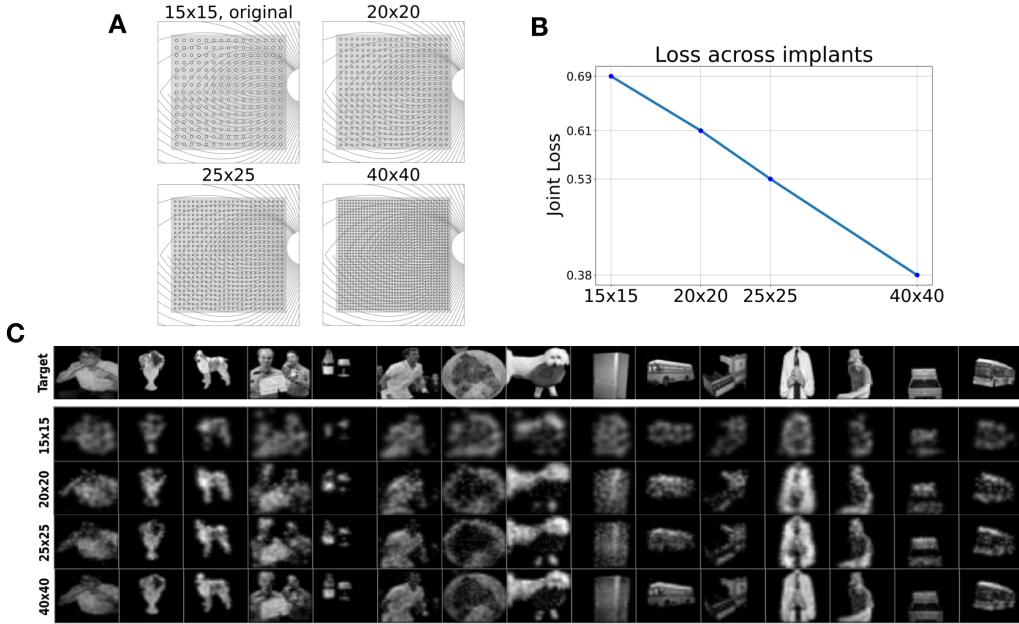 A
15x15, original
20x20
25x25
40x40
B
Loss across implants
Joint Loss
0.69
0.61
0.53
0.38
15x15
20x20
25x25
40x40
C
Target
15x15
20x20
25x25
40x40